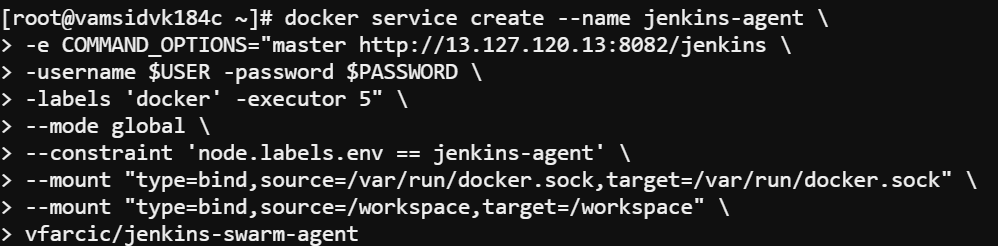 [root@vamsidvk184c ~]# docker service create --name jenkins-agent \
> -e COMMAND_OPTIONS="master http://13.127.120.13:8082/jenkins \
> -username $USER -password $PASSWORD \
> -labels 'docker' -executor 5" \
> --mode global \
> --constraint 'node.labels.env == jenkins-agent' \
> --mount "type=bind,source=/var/run/docker.sock,target=/var/run/docker.sock" \
> --mount "type=bind,source=/workspace,target=/workspace" \
> vfarcic/jenkins-swarm-agent